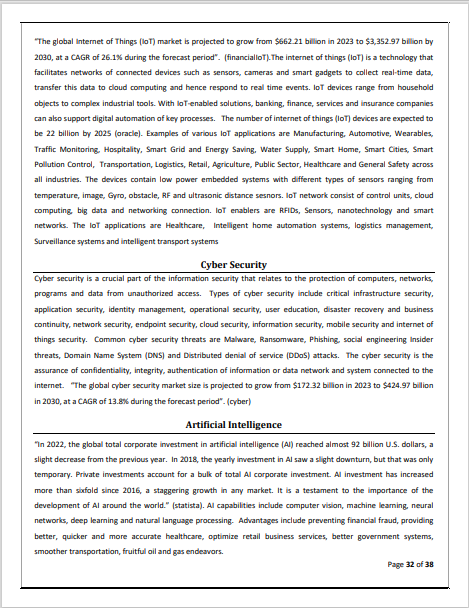 "The global Internet of Things (IoT) market is projected to grow from $662.21 billion in 2023 to $3,352.97 billion by
2030, at a CAGR of 26.1% during the forecast period". (financialIoT).The internet of things (IoT) is a technology that
facilitates networks of connected devices such as sensors, cameras and smart gadgets to collect real-time data,
transfer this data to cloud computing and hence respond to real time events. IoT devices range from household
objects to complex industrial tools. With IoT-enabled solutions, banking, finance, services and insurance companies
can also support digital automation of key processes. The number of internet of things (IoT) devices are expected to
be 22 billion by 2025 (oracle). Examples of various IoT applications are Manufacturing, Automotive, Wearables,
Traffic Monitoring, Hospitality, Smart Grid and Energy Saving, Water Supply, Smart Home, Smart Cities, Smart
Pollution Control, Transportation, Logistics, Retail, Agriculture, Public Sector, Healthcare and General Safety across
all industries. The devices contain low power embedded systems with different types of sensors ranging from
temperature, image, Gyro, obstacle, RF and ultrasonic distance sesnors. IoT network consist of control units, cloud
computing, big data and networking connection. IoT enablers are RFIDs, Sensors, nanotechnology and smart
networks. The IoT applications are Healthcare, Intelligent home automation systems, logistics management,
Surveillance systems and intelligent transport systems
Cyber Security
Cyber security is a crucial part of the information security that relates to the protection of computers, networks,
programs and data from unauthorized access. Types of cyber security include critical infrastructure security,
application security, identity management, operational security, user education, disaster recovery and business
continuity, network security, endpoint security, cloud security, information security, mobile security and internet of
things security. Common cyber security threats are Malware, Ransomware, Phishing, social engineering Insider
threats, Domain Name System (DNS) and Distributed denial of service (DDoS) attacks. The cyber security is the
assurance of confidentiality, integrity, authentication of information or data network and system connected to the
internet. "The global cyber security market size is projected to grow from $172.32 billion in 2023 to $424.97 billion
in 2030, at a CAGR of 13.8% during the forecast period". (cyber)
Artificial Intelligence
"In 2022, the global total corporate investment in artificial intelligence (AI) reached almost 92 billion U.S. dollars, a
slight decrease from the previous year. In 2018, the yearly investment in AI saw a slight downturn, but that was only
temporary. Private investments account for a bulk of total AI corporate investment. AI investment has increased
more than sixfold since 2016, a staggering growth in any market. It is a testament to the importance of the
development of AI around the world." (statista). AI capabilities include computer vision, machine learning, neural
networks, deep learning and natural language processing. Advantages include preventing financial fraud, providing
better, quicker and more accurate healthcare, optimize retail business services, better government systems,
smoother transportation, fruitful oil and gas endeavors.
Page 32 of 38